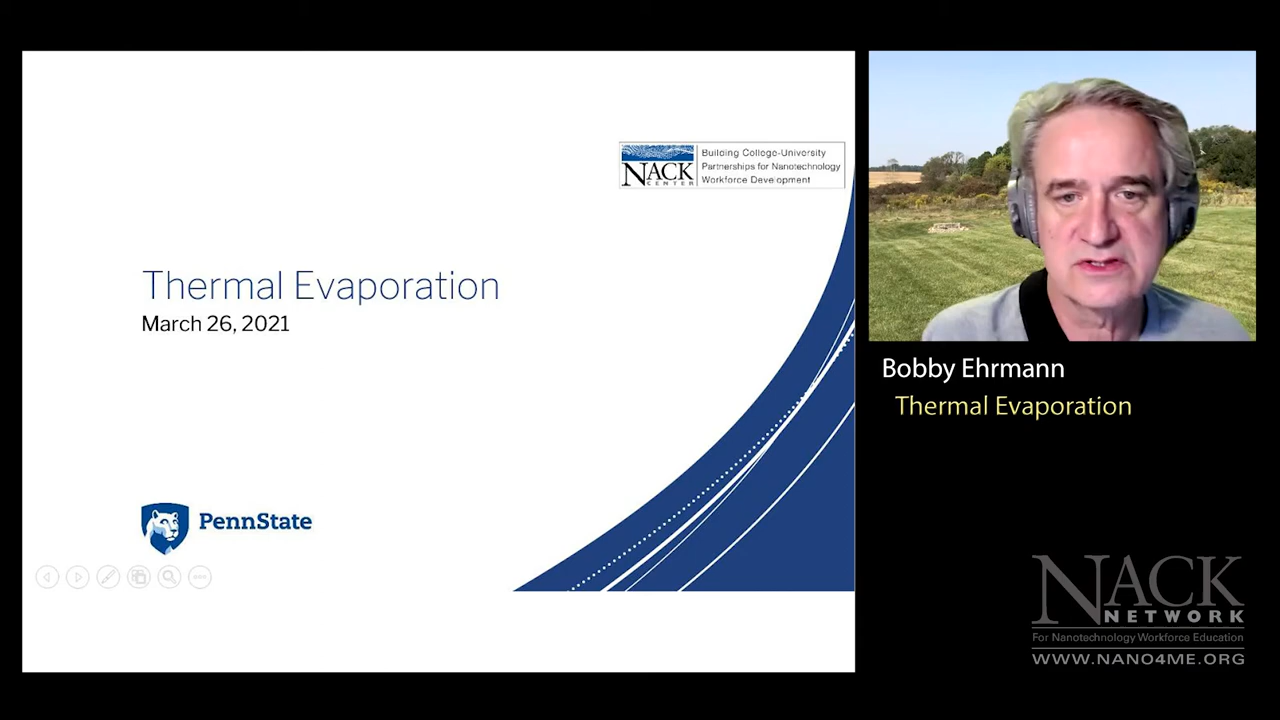 NACK
CENTER
Building College-University
Partnerships for Nanotechnology
Workforce Development
Thermal Evaporation
March 26, 2021
PennState
Bobby Ehrmann
Thermal Evaporation
NACK
NETWORK
For Nanotechnology Workforce Education
WWW.NANO4ME.ORG